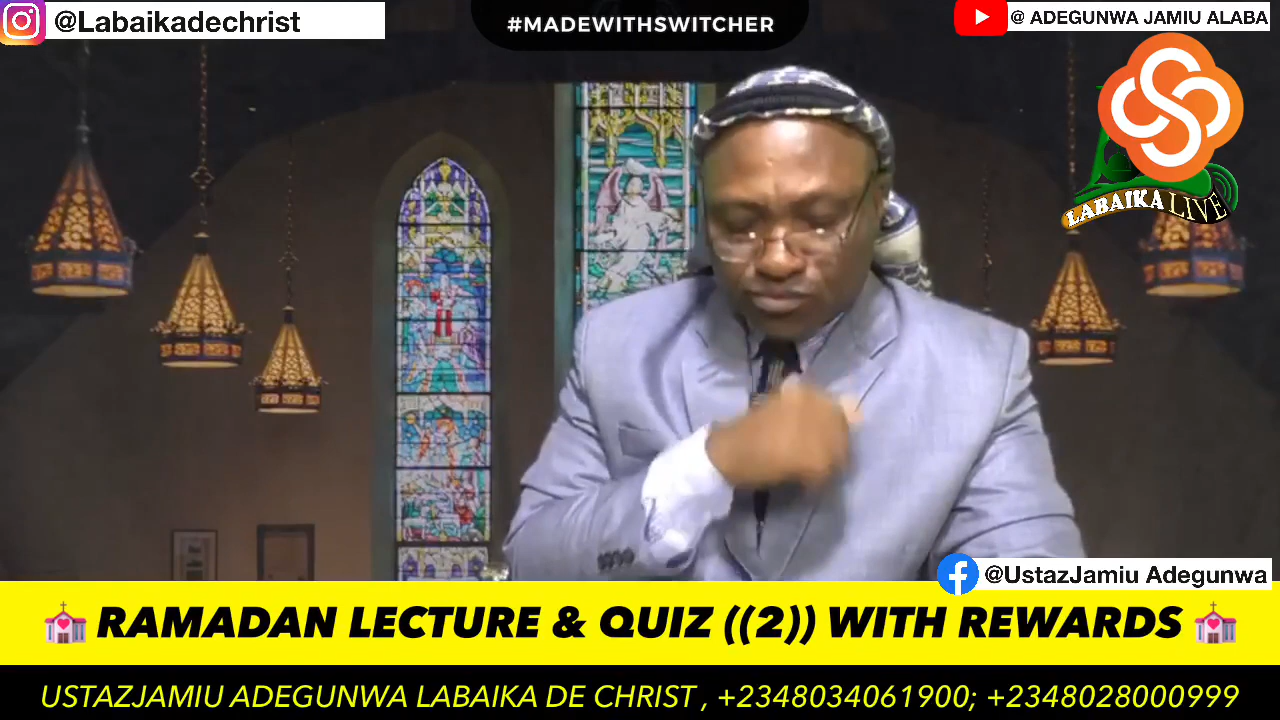 @Labaikadechrist
#MADEWITHSWITCHER
@ ADEGUNWA JAMIU ALABA
LABAIKA LIVE
@UstazJamiu Adegunwa
RAMADAN LECTURE & QUIZ ((2)) WITH REWARDS
USTAZJAMIU ADEGUNWA LABAIKA DE CHRIST , +2348034061900; +2348028000999